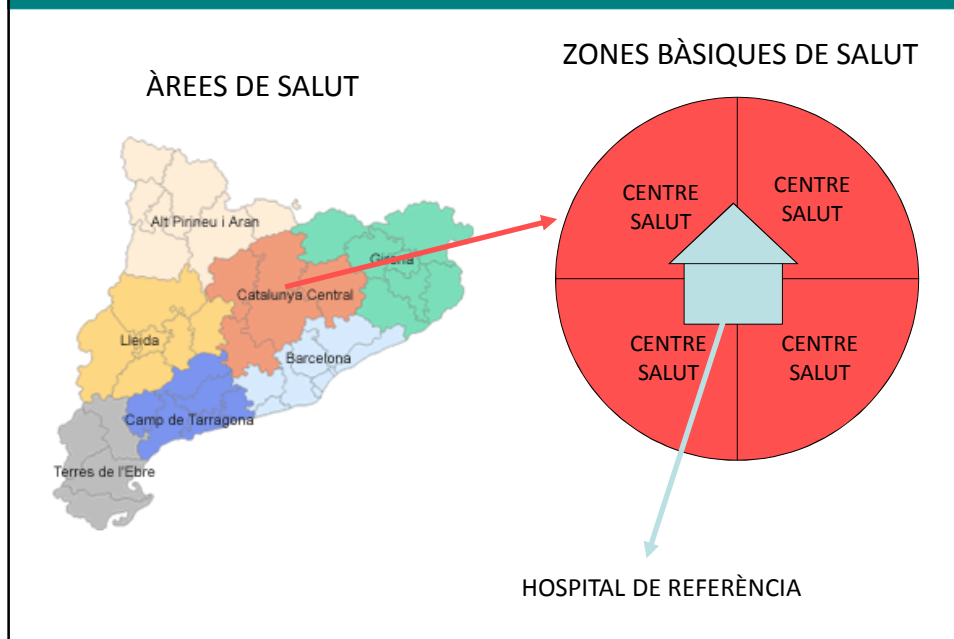 ÀREES DE SALUT
Alt Pirineu i Aran
Girona
Catalunya Central
Lleida
Barcelona
Camp de Tarragona
Terres de l'Ebre
ZONES BÀSIQUES DE SALUT
CENTRE
SALUT
CENTRE
SALUT
CENTRE
SALUT
CENTRE
SALUT
HOSPITAL DE REFERÈNCIA